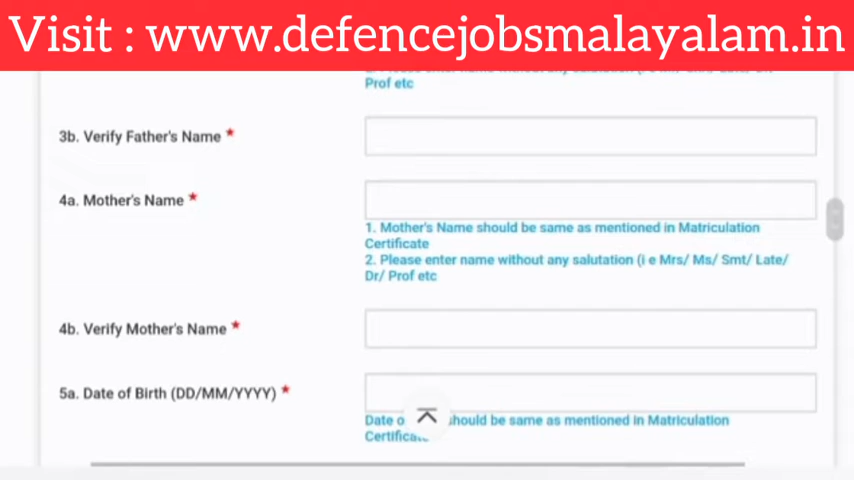 Visit : www.defencejobsmalayalam.in
Prof etc
3b. Verify Father's Name *
4a. Mother's Name *
1. Mother's Name should be same as mentioned in Matriculation
Certificate
2. Please enter name without any salutation (i e Mrs/ Ms/ Smt/ Late/
Dr/ Prof etc
4b. Verify Mother's Name *
5a. Date of Birth (DD/MM/YYYY) *
Date should be same as mentioned in Matriculation